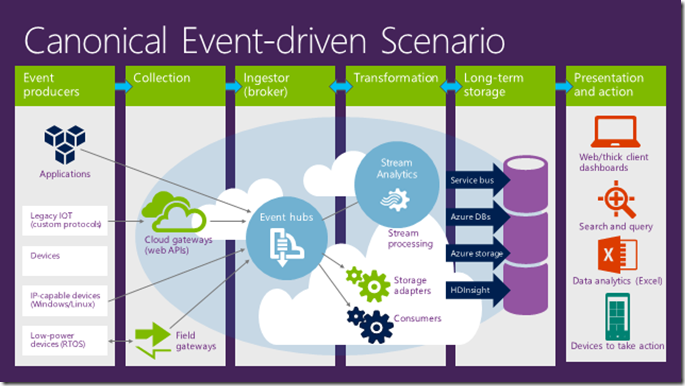 Canonical Event-driven Scenario
Event
producers
Collection
Ingestor
(broker)
Transformation
Long-term
storage
Presentation
and action
Applications
Legacy IOT
(custom protocols)
Devices
IP-capable devices
(Windows/Linux)
Low-power
devices (RTOS)
Cloud gateways
(web APIs)
Field
gateways
Event hubs
Stream
Analytics
Stream
processing
Storage
adapters
Consumers
Service bus
Azure DBs
Azure storage
HDInsight
Web/thick client
dashboards
Search and query
Data analytics (Excel)
Devices to take action